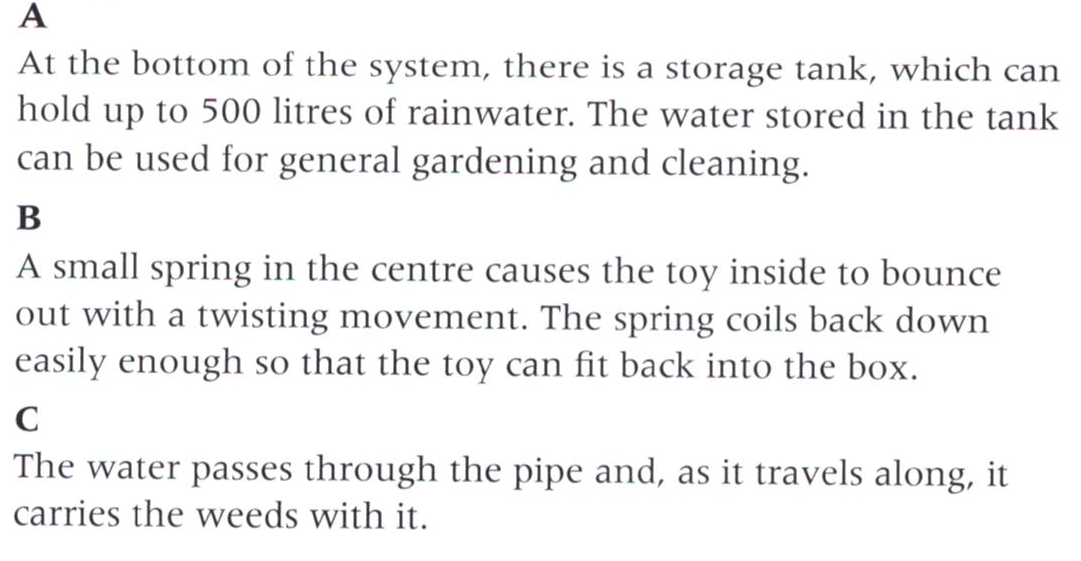 A
At the bottom of the system, there is a storage tank, which can
hold up to 500 litres of rainwater. The water stored in the tank
can be used for general gardening and cleaning.
B
A small spring in the centre causes the toy inside to bounce
out with a twisting movement. The spring coils back down
easily enough so that the toy can fit back into the box.
C
The water passes through the pipe and, as it travels along, it
carries the weeds with it.